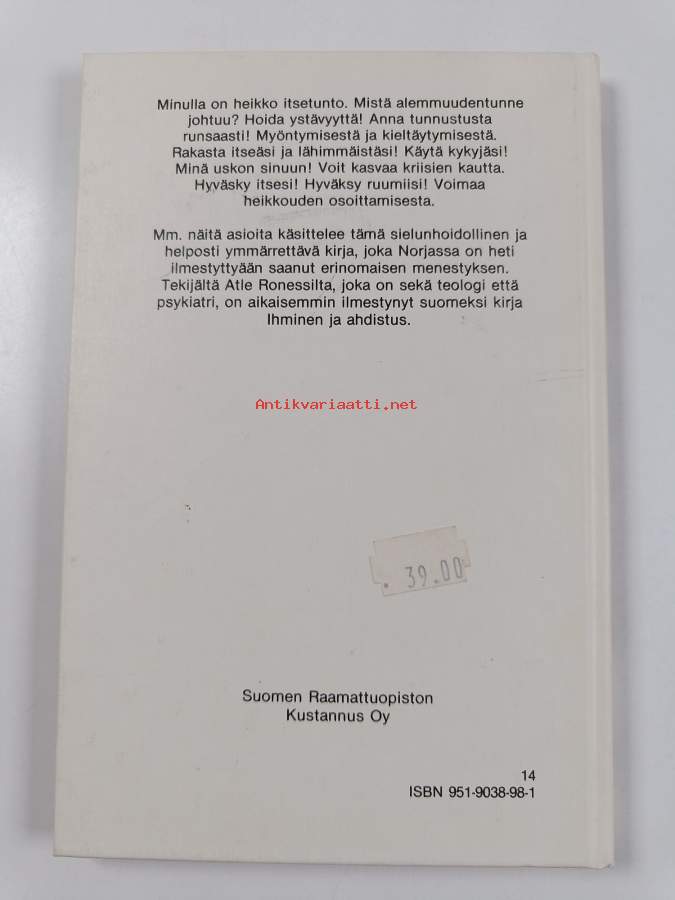 Minulla on heikko itsetunto. Mistä alemmuudentunne
johtuu? Hoida ystävyyttä! Anna tunnustusta
runsaasti! Myöntymisestä ja kieltäytymisestä.
Rakasta itseäsi ja lähimmäistäsi! Käytä kykyjäsi!
Minä uskon sinuun! Voit kasvaa kriisien kautta.
Hyväsky itsesi! Hyväksy ruumiisi! Voimaa
heikkouden osoittamisesta.
Mm. näitä asioita käsittelee tämä sielunhoidollinen ja
helposti ymmärrettävä kirja, joka Norjassa on heti
ilmestyttyään saanut erinomaisen menestyksen.
Tekijältä Atle Ronessilta, joka on sekä teologi että
psykiatri, on aikaisemmin ilmestynyt suomeksi kirja
Ihminen ja ahdistus.
Antikvariaatti.net
. 39.00
Suomen Raamattuopiston
Kustannus Oy
14
ISBN 951-9038-98-1